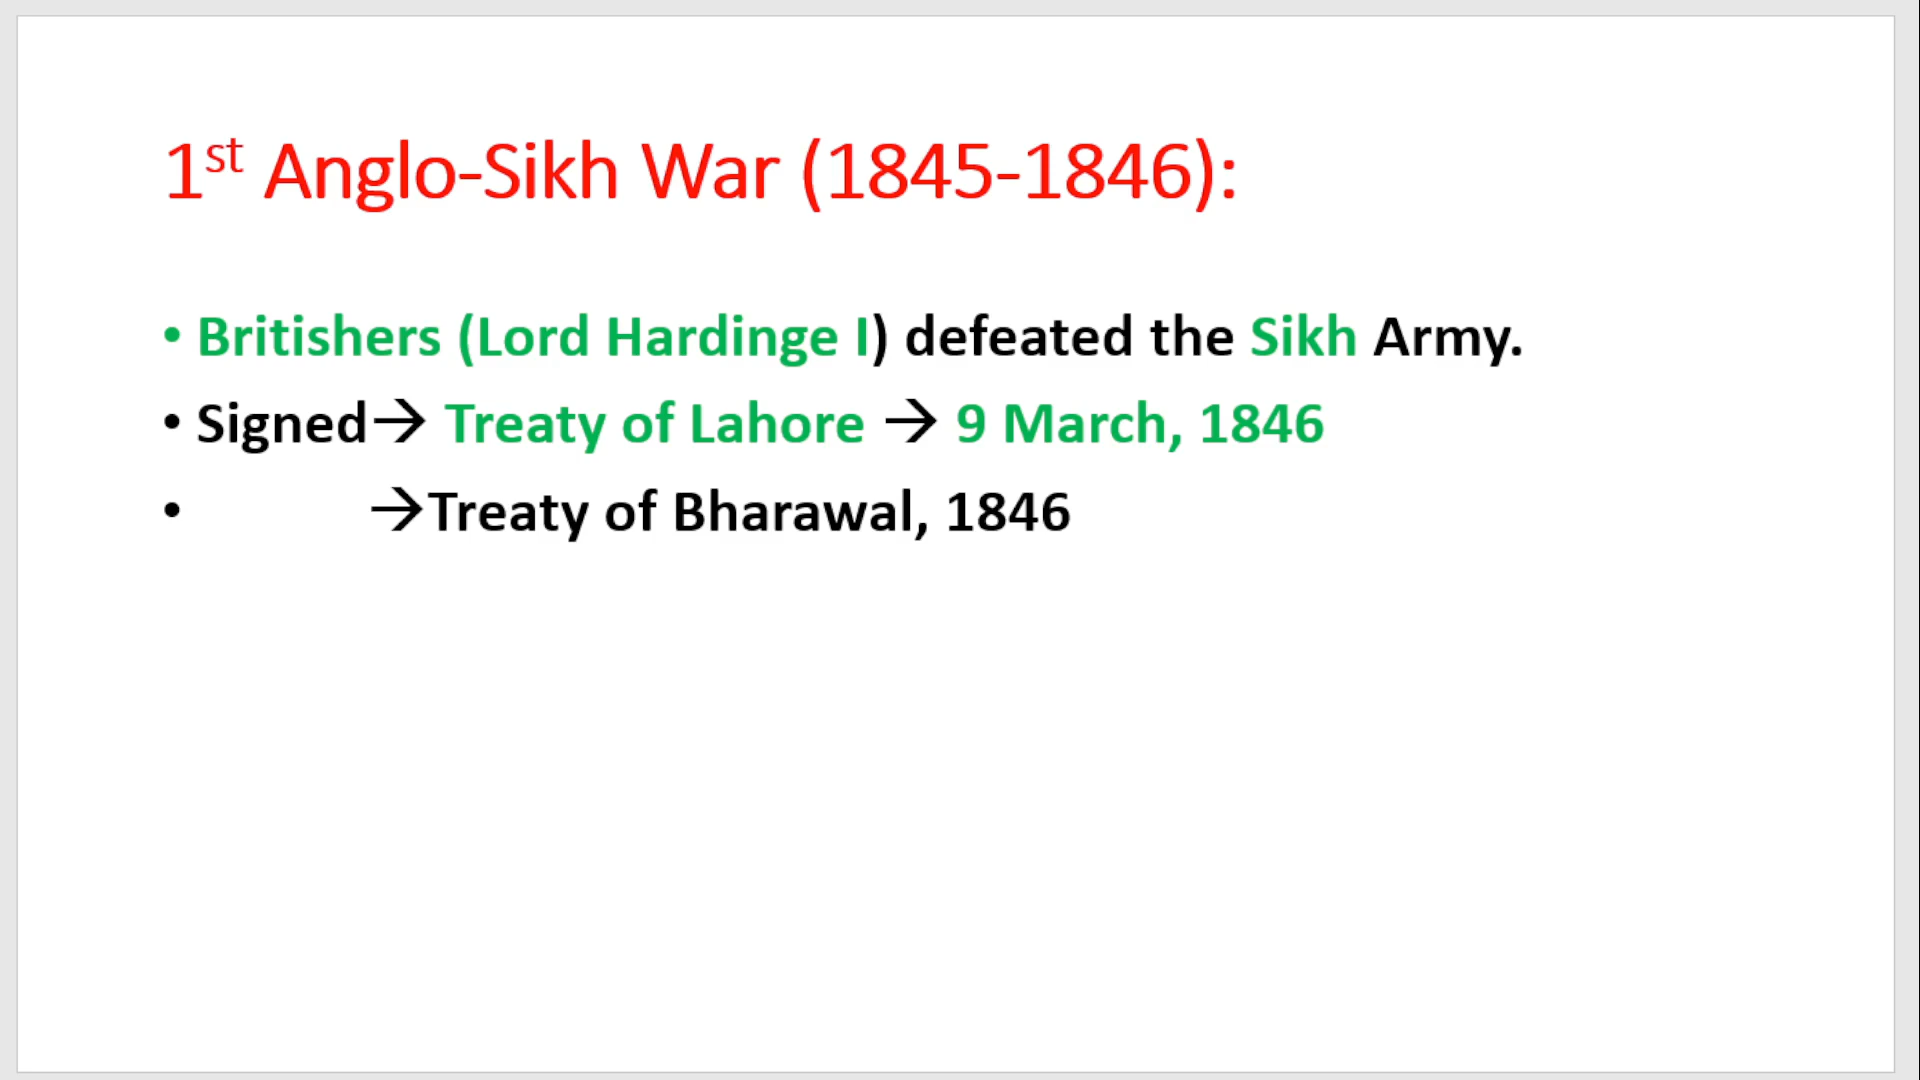 1st Anglo-Sikh War (1845-1846):
• Britishers (Lord Hardinge I) defeated the Sikh Army.
• Signed→ Treaty of Lahore → 9 March, 1846
• →Treaty of Bharawal, 1846